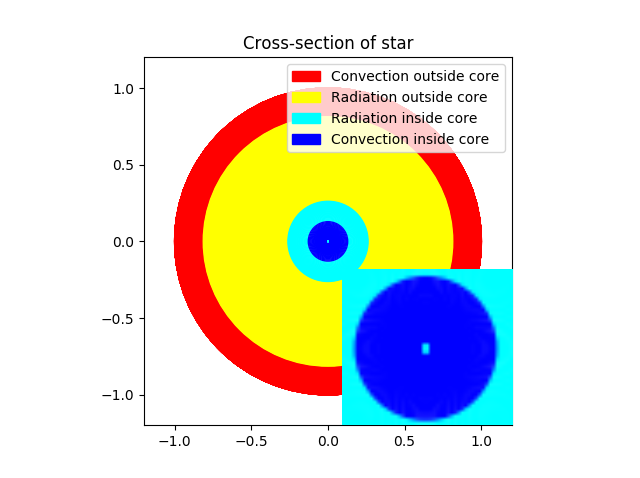 Cross-section of star
Convection outside core
Radiation outside core
Radiation inside core
Convection inside core
1.0
0.5
0.0
−0.5
−1.0
−1.0
−0.5
0.0
0.5
1.0